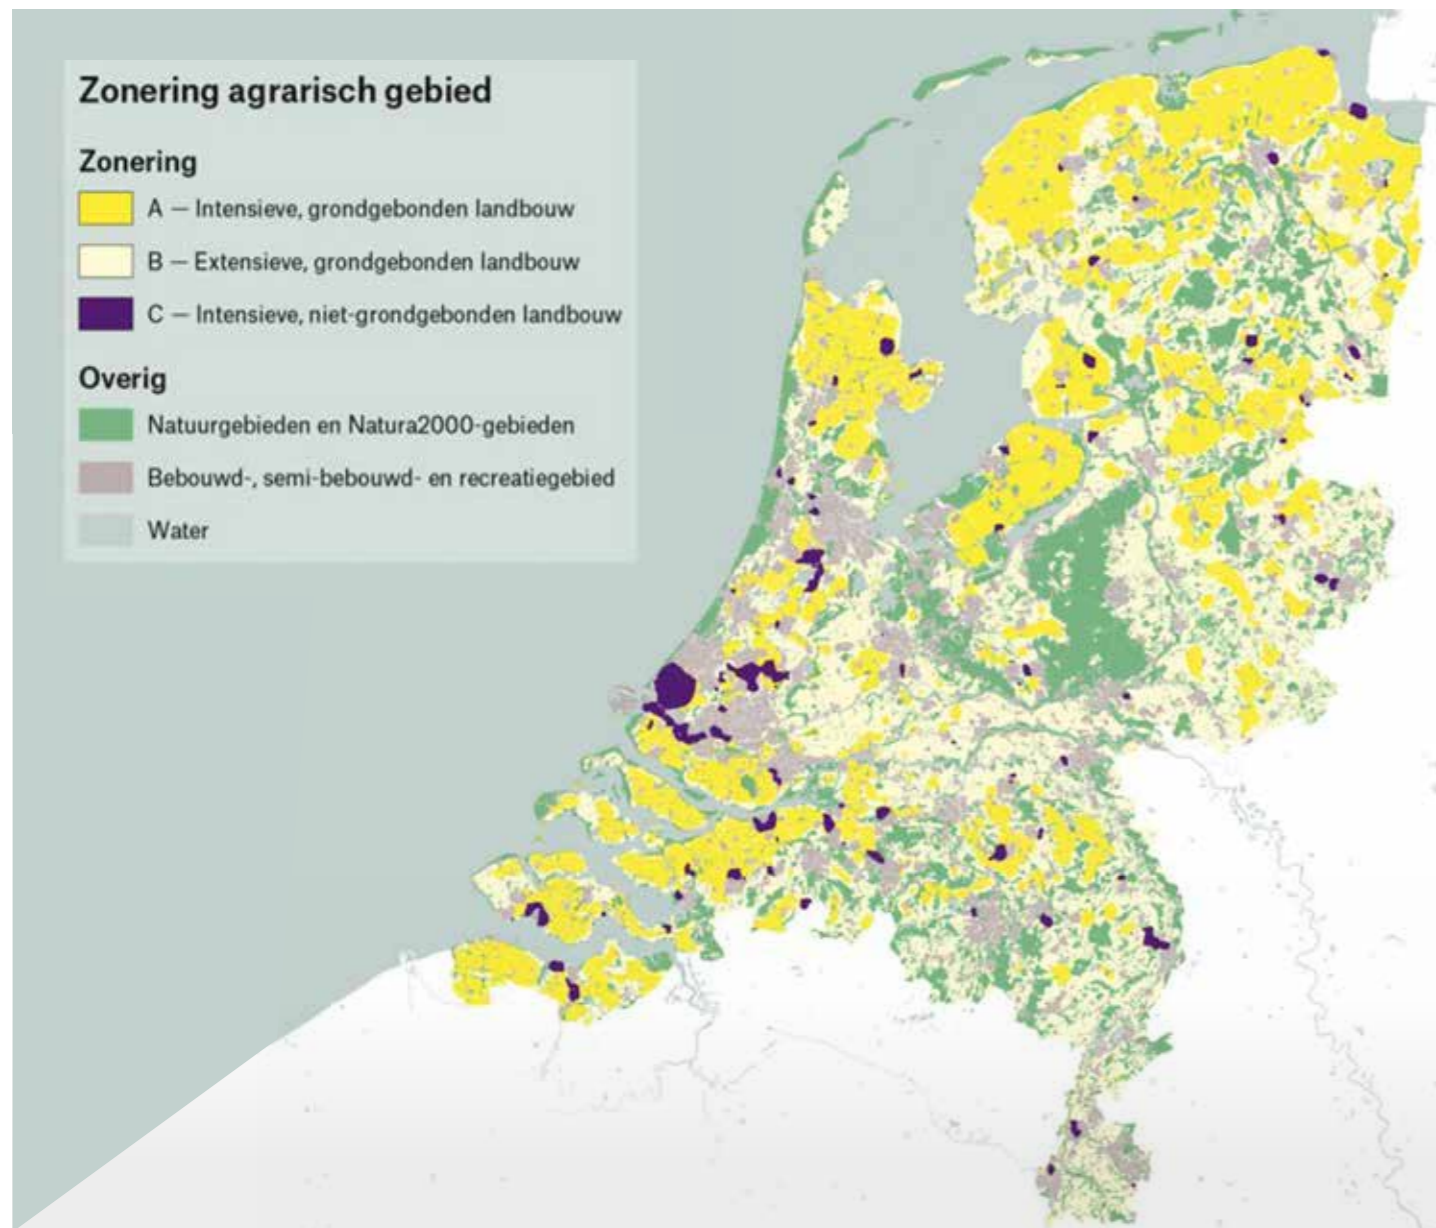 Zonering agrarisch gebied
Zonering
A — Intensieve, grondgebonden landbouw
B — Extensieve, grondgebonden landbouw
C — Intensieve, niet-grondgebonden landbouw
Overig
Natuurgebieden en Natura2000-gebieden
Bebouwd-, semi-bebouwd- en recreatiegebied
Water